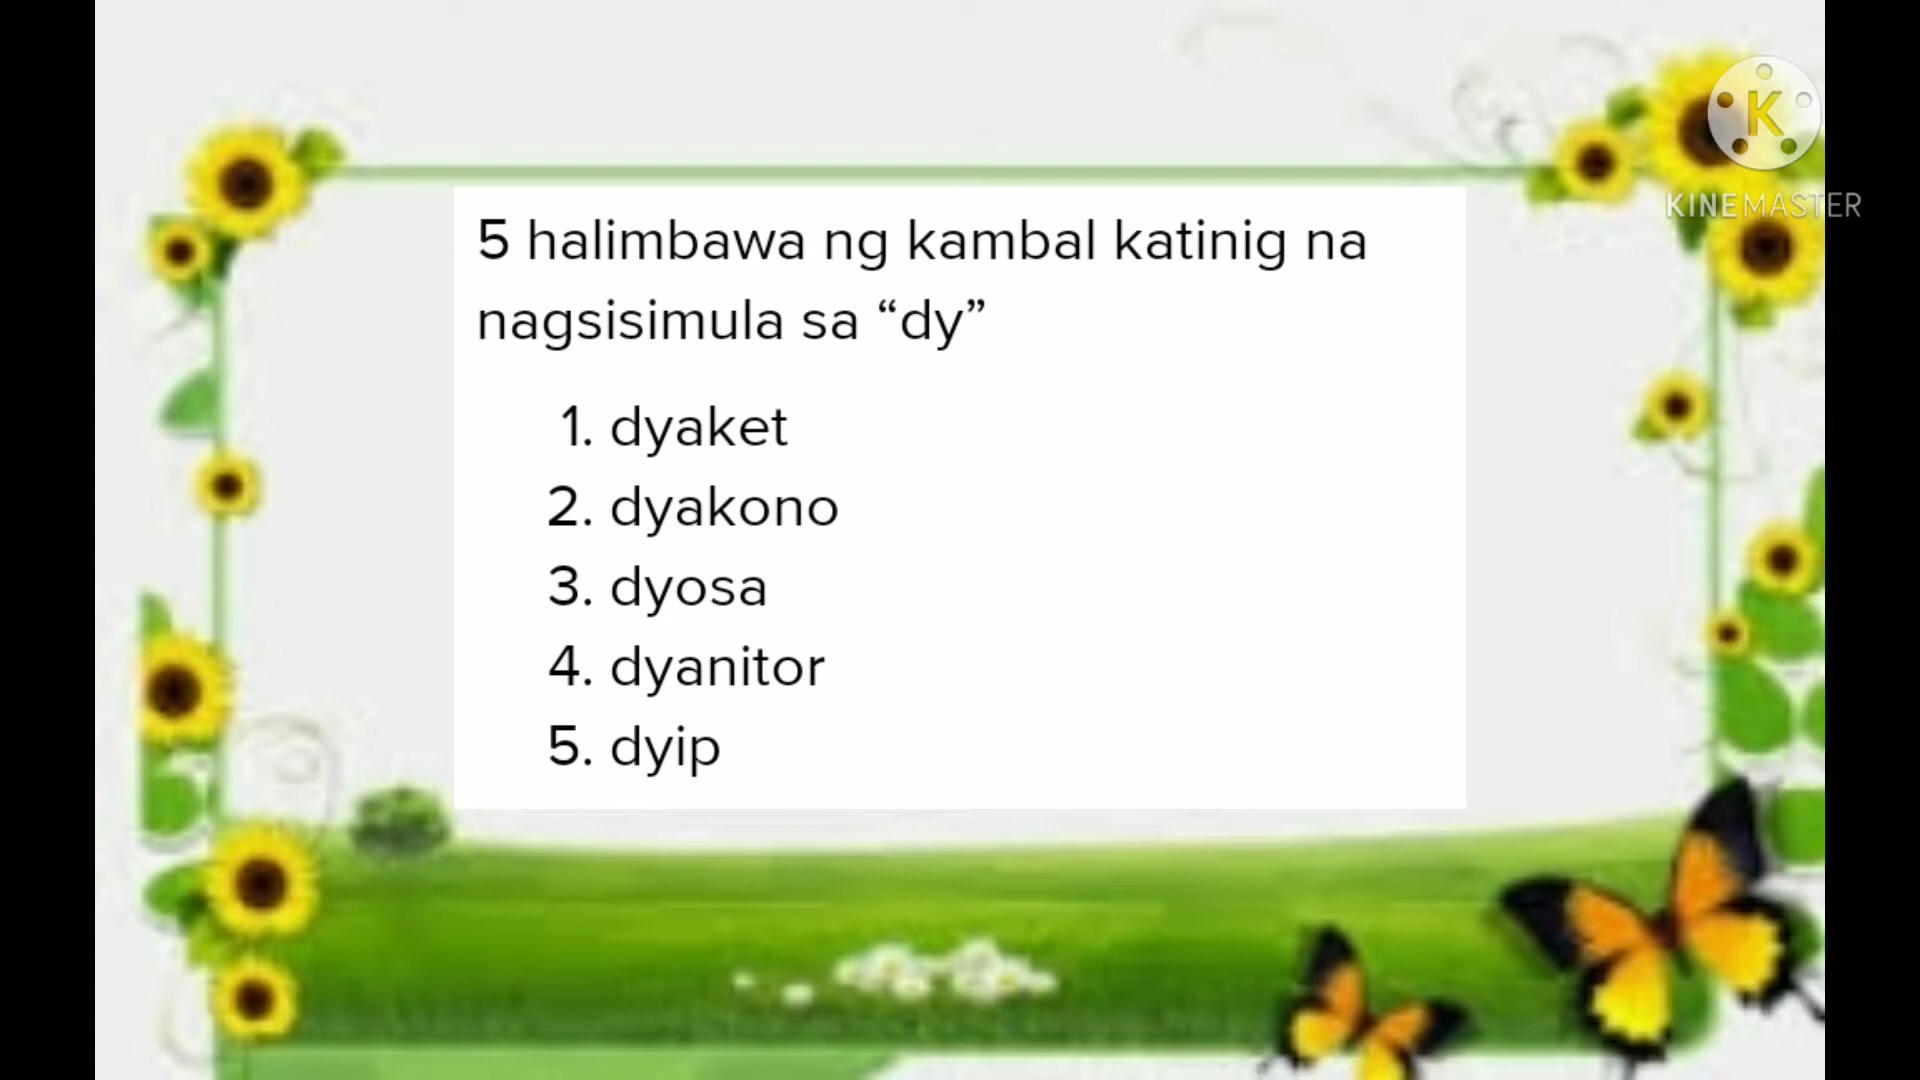 K
KINEMASTER
5 halimbawa ng kambal katinig na
nagsisimula sa “dy”
1. dyaket
2. dyakono
3. dyosa
4. dyanitor
5. dyip